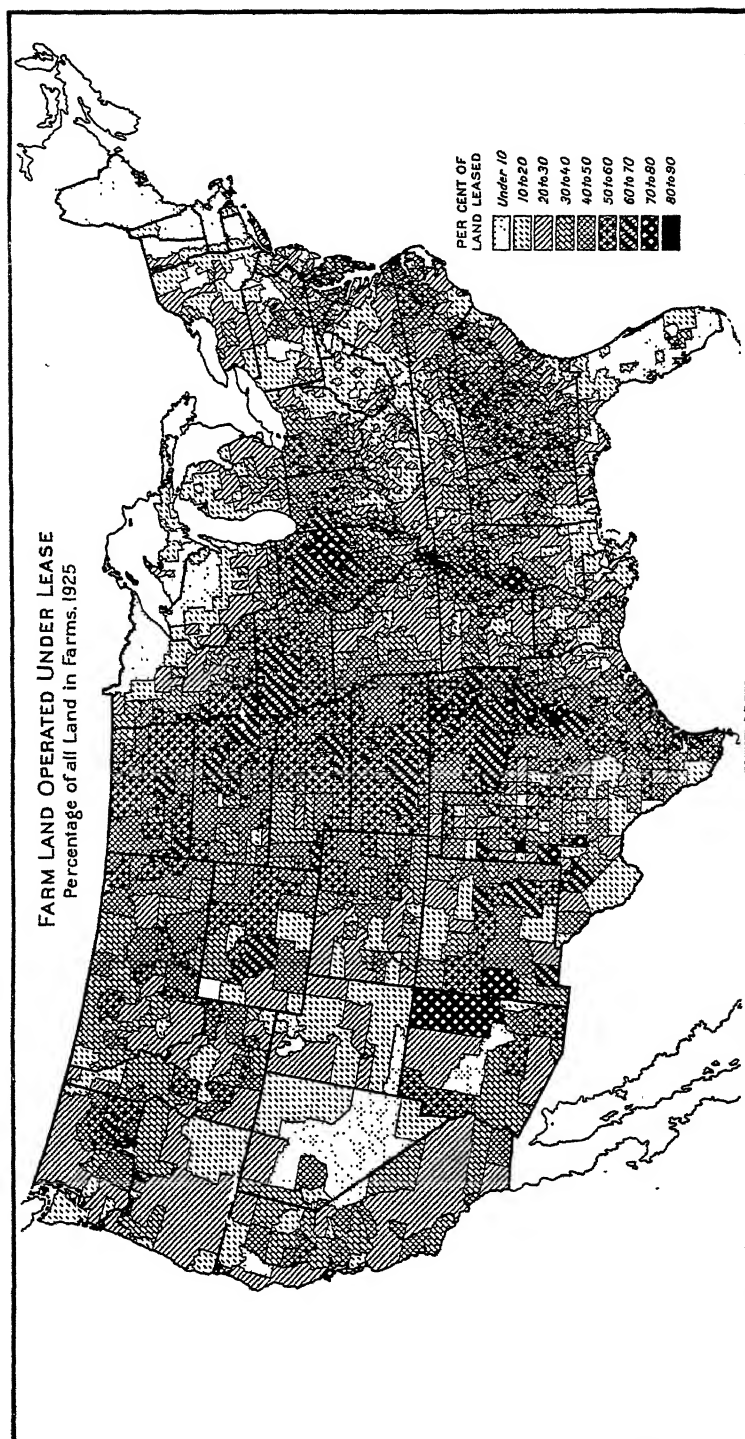 FARM LAND OPERATED UNDER LEASE
Percentage of all Land in Farms, 1925
PER CENT OF
LAND LEASED
Under 10
10 to 20
20 to 30
30 to 40
40 to 50
50 to 60
60 to 70
70 to 80
80 to 90